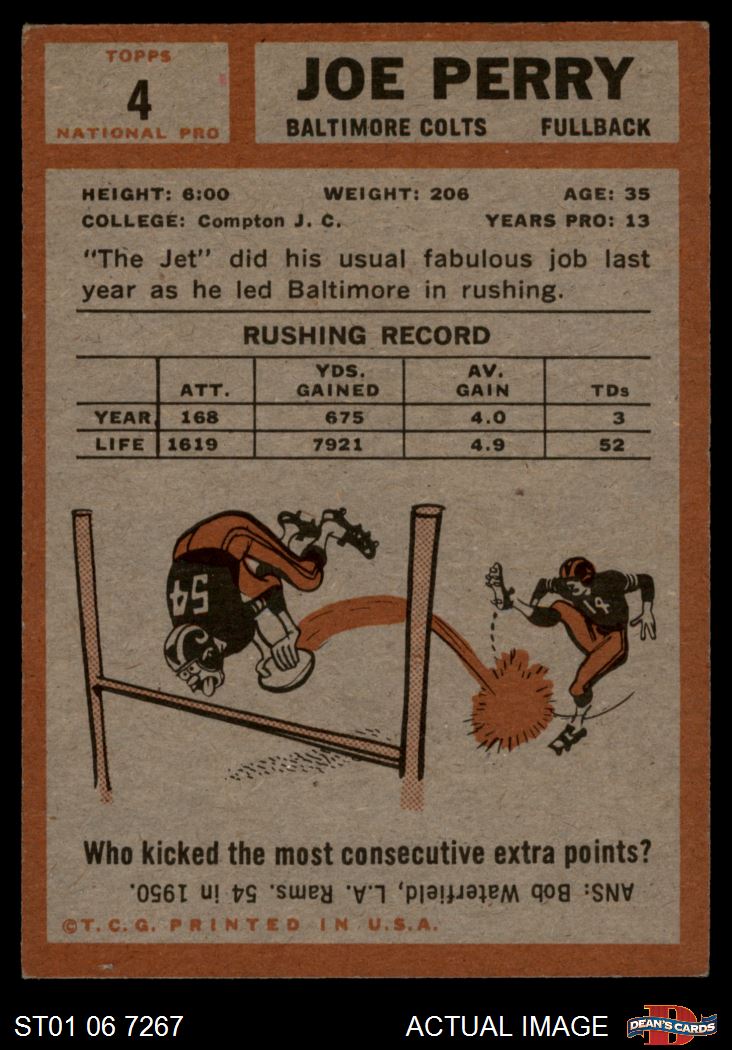 TOPPS
4
NATIONAL PRO
JOE PERRY
BALTIMORE COLTS FULLBACK
HEIGHT: 6:00 WEIGHT: 206 AGE: 35
COLLEGE: Compton J. C. YEARS PRO: 13
"The Jet" did his usual fabulous job last
year as he led Baltimore in rushing.
RUSHING RECORD
ATT. YDS. GAINED AV. GAIN TDs
YEAR 168 675 4.0 3
LIFE 1619 7921 4.9 52
54
14
Who kicked the most consecutive extra points?
ANS: Bob Waterfield, L.A. Rams. 54 in 1950.
©T.C.G. PRINTED IN U.S.A.
ST01 06 7267 ACTUAL IMAGE DEAN'S CARDS